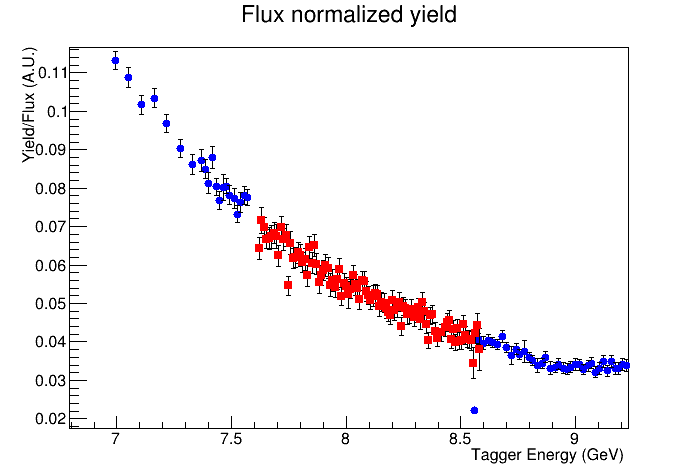 Flux normalized yield
Yield/Flux (A.U.)
0.11
0.1
0.09
0.08
0.07
0.06
0.05
0.04
0.03
0.02
7 7.5 8 8.5 9
Tagger Energy (GeV)